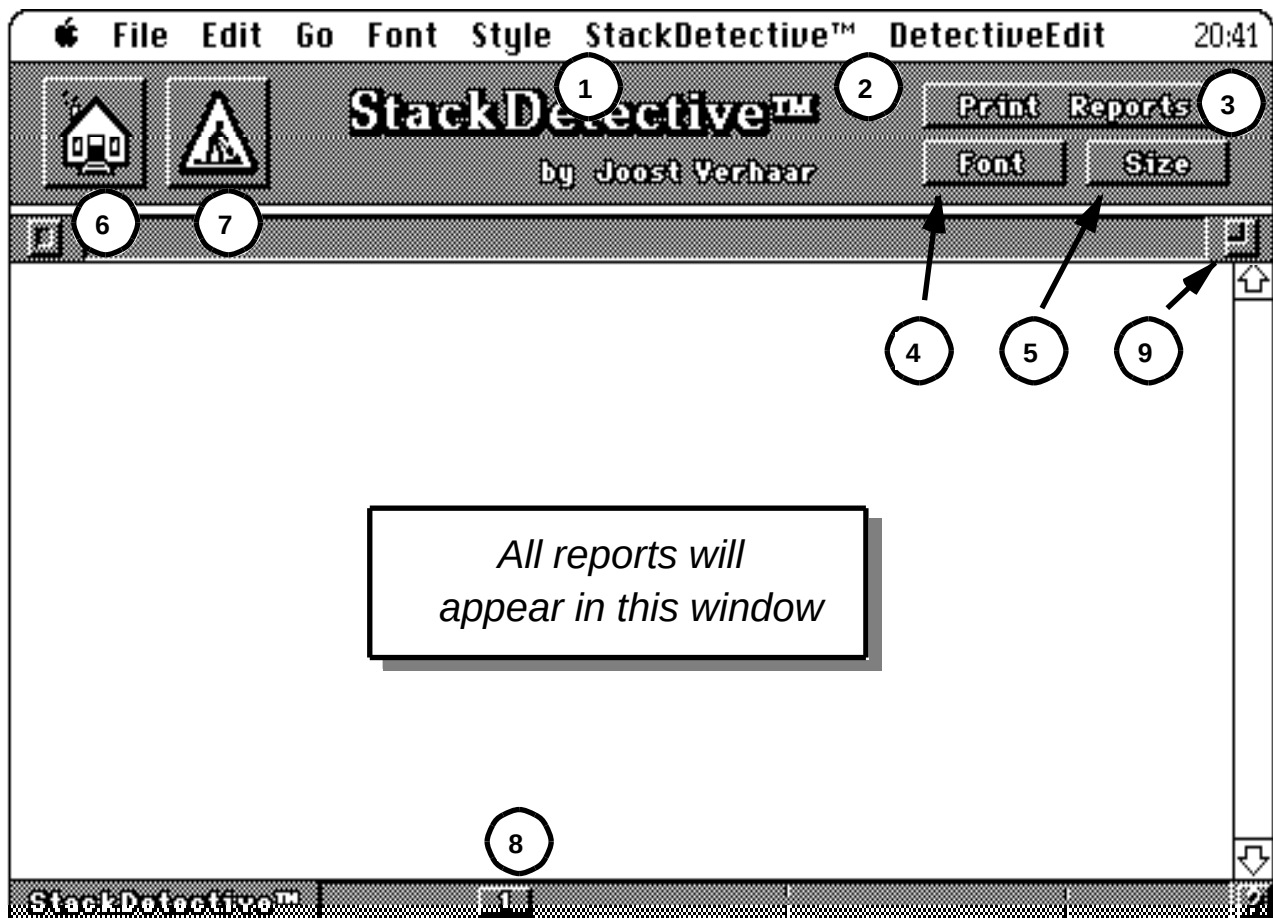 File Edit Go Font Style StackDetective™ DetectiveEdit 20:41
1 2 3
StackDetective™ Print Reports
by Joost Verhaar Font Size
6 7
4 5 9
All reports will
appear in this window
8
StackDetective™ 1 ?